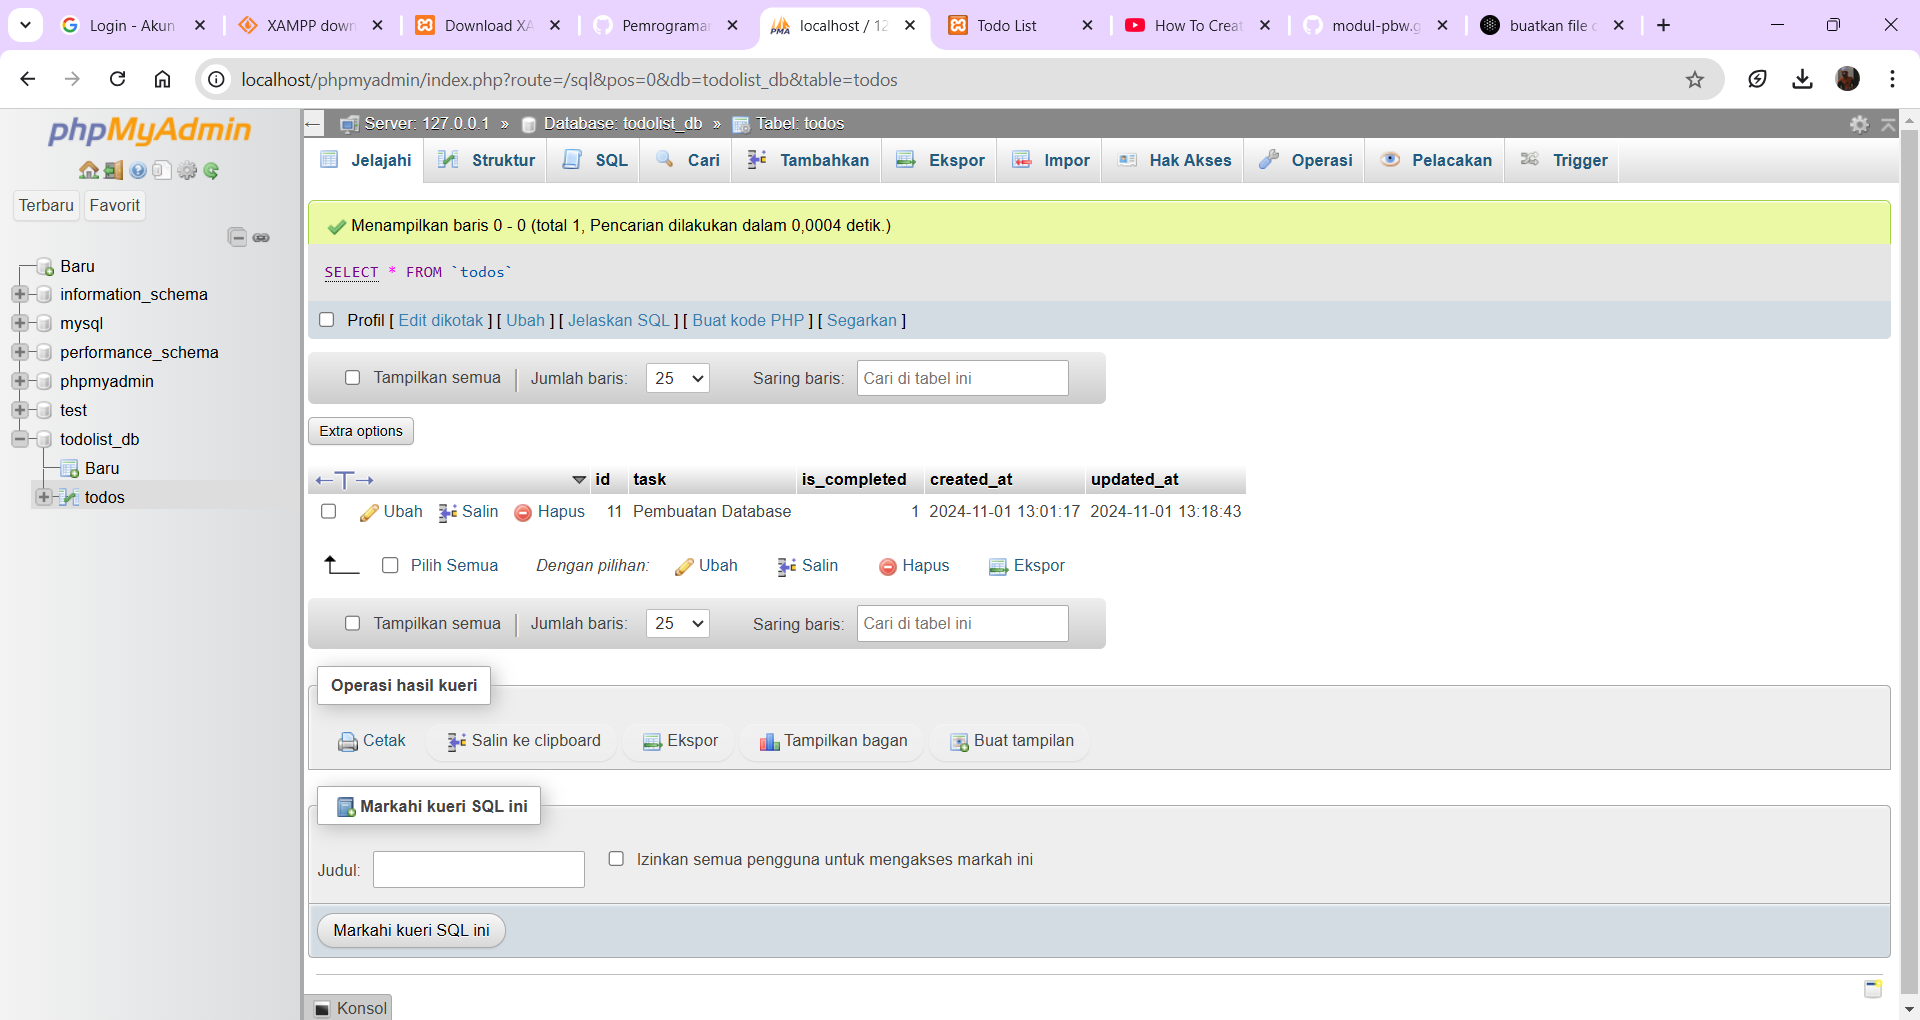 Login - Akun
XAMPP down
Download XA
Pemrograma
localhost / 12
Todo List
How To Creat
modul-pbw.g
buatkan file c
localhost/phpmyadmin/index.php?route=/sql&pos=0&db=todolist_db&table=todos
phpMyAdmin
Terbaru Favorit
Baru
information_schema
mysql
performance_schema
phpmyadmin
test
todolist_db
Baru
todos
Server: 127.0.0.1 » Database: todolist_db » Tabel: todos
Jelajahi Struktur SQL Cari Tambahkan Ekspor Impor Hak Akses Operasi Pelacakan Trigger
Menampilkan baris 0 - 0 (total 1, Pencarian dilakukan dalam 0,0004 detik.)
SELECT * FROM `todos`
Profil [ Edit dikotak ] [ Ubah ] [ Jelaskan SQL ] [ Buat kode PHP ] [ Segarkan ]
Tampilkan semua | Jumlah baris: 25 Saring baris: Cari di tabel ini
Extra options
id task is_completed created_at updated_at
Ubah Salin Hapus 11 Pembuatan Database 1 2024-11-01 13:01:17 2024-11-01 13:18:43
Pilih Semua Dengan pilihan: Ubah Salin Hapus Ekspor
Tampilkan semua | Jumlah baris: 25 Saring baris: Cari di tabel ini
Operasi hasil kueri
Cetak Salin ke clipboard Ekspor Tampilkan bagan Buat tampilan
Markahi kueri SQL ini
Judul: Izinkan semua pengguna untuk mengakses markah ini
Markahi kueri SQL ini
Konsol